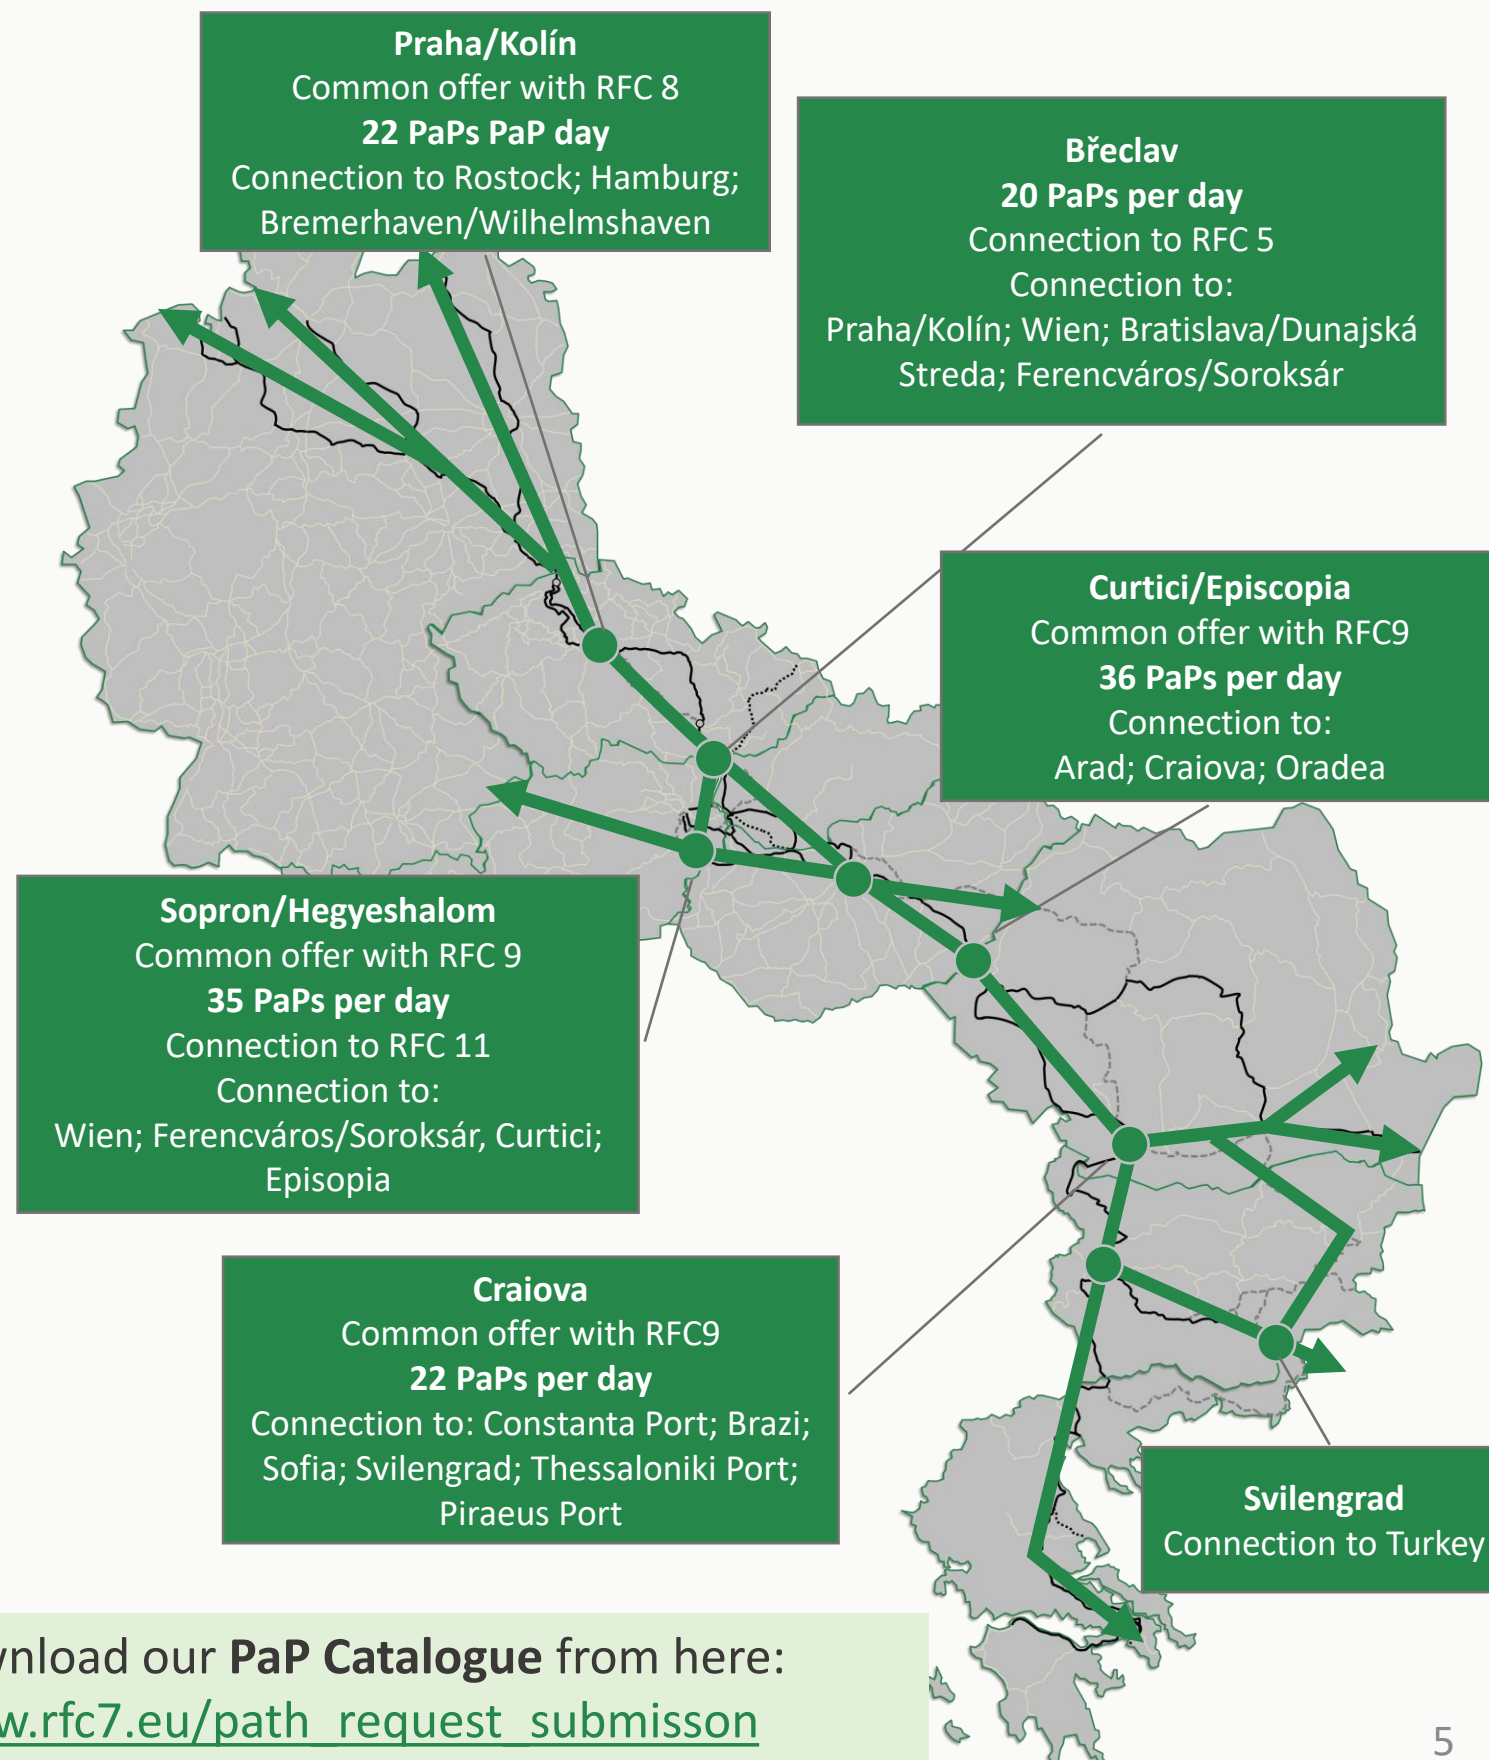 Praha/Kolín
Common offer with RFC 8
22 PaPs PaP day
Connection to Rostock; Hamburg;
Bremerhaven/Wilhelmshaven
Břeclav
20 PaPs per day
Connection to RFC 5
Connection to:
Praha/Kolín; Wien; Bratislava/Dunajská
Streda; Ferencváros/Soroksár
Curtici/Episcopia
Common offer with RFC9
36 PaPs per day
Connection to:
Arad; Craiova; Oradea
Sopron/Hegyeshalom
Common offer with RFC 9
35 PaPs per day
Connection to RFC 11
Connection to:
Wien; Ferencváros/Soroksár, Curtici;
Episopia
Craiova
Common offer with RFC9
22 PaPs per day
Connection to: Constanta Port; Brazi;
Sofia; Svilengrad; Thessaloniki Port;
Piraeus Port
Svilengrad
Connection to Turkey
wnload our PaP Catalogue from here:
w.rfc7.eu/path_request_submisson
5